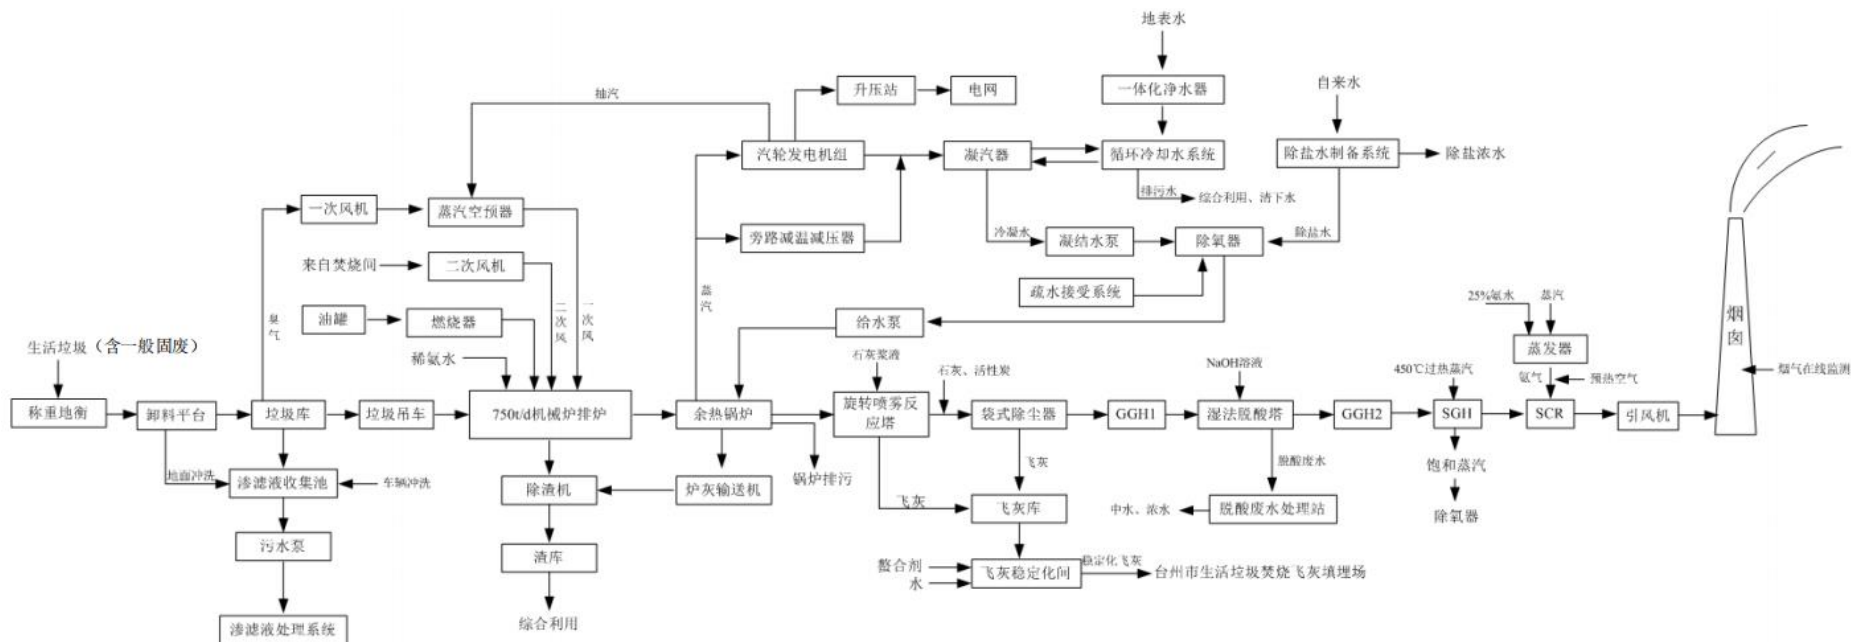 地表水
升压站
电网
一体化净水器
自来水
抽汽
汽轮发电机组
凝汽器
循环冷却水系统
除盐水制备系统
除盐浓水
排污水
综合利用、清下水
一次风机
蒸汽空预器
旁路减温减压器
冷凝水
凝结水泵
除氧器
除盐水
来自焚烧间
二次风机
疏水接受系统
蒸汽
臭气
二次风
一次风
油罐
燃烧器
给水泵
25%氨水
蒸汽
烟囱
生活垃圾（含一般固废）
稀氨水
石灰浆液
石灰、活性炭
NaOH溶液
450℃过热蒸汽
蒸发器
氨气
预热空气
烟气在线监测
称重地衡
卸料平台
垃圾库
垃圾吊车
750t/d机械炉排炉
余热锅炉
旋转喷雾反
应塔
袋式除尘器
GGH1
湿法脱酸塔
GGH2
SGH
SCR
引风机
地面冲洗
渗滤液收集池
车辆冲洗
除渣机
炉灰输送机
锅炉排污
飞灰
飞灰
脱酸废水
饱和蒸汽
飞灰库
中水、浓水
脱酸废水处理站
除氧器
污水泵
渣库
螯合剂
水
飞灰稳定化间
稳定化飞灰
台州市生活垃圾焚烧飞灰填埋场
渗滤液处理系统
综合利用